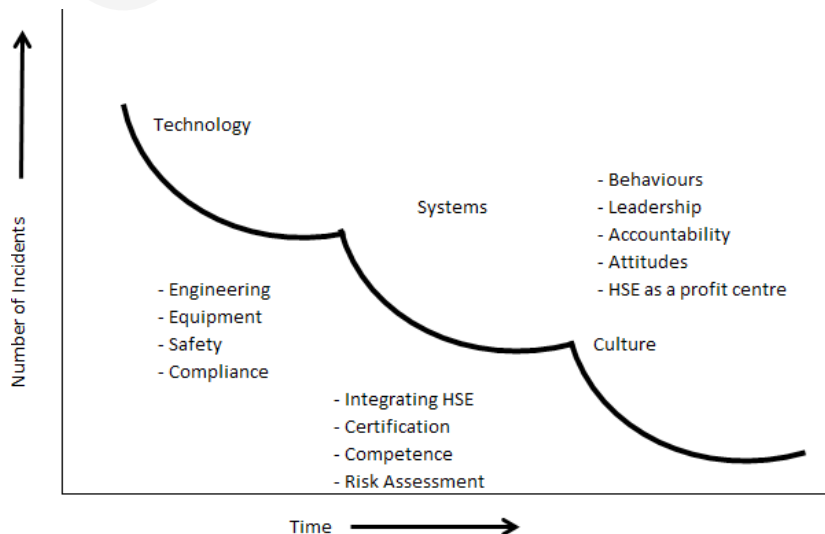 Number of Incidents
Technology
- Engineering
- Equipment
- Safety
- Compliance
Systems
- Integrating HSE
- Certification
- Competence
- Risk Assessment
- Behaviours
- Leadership
- Accountability
- Attitudes
- HSE as a profit centre
Culture
Time